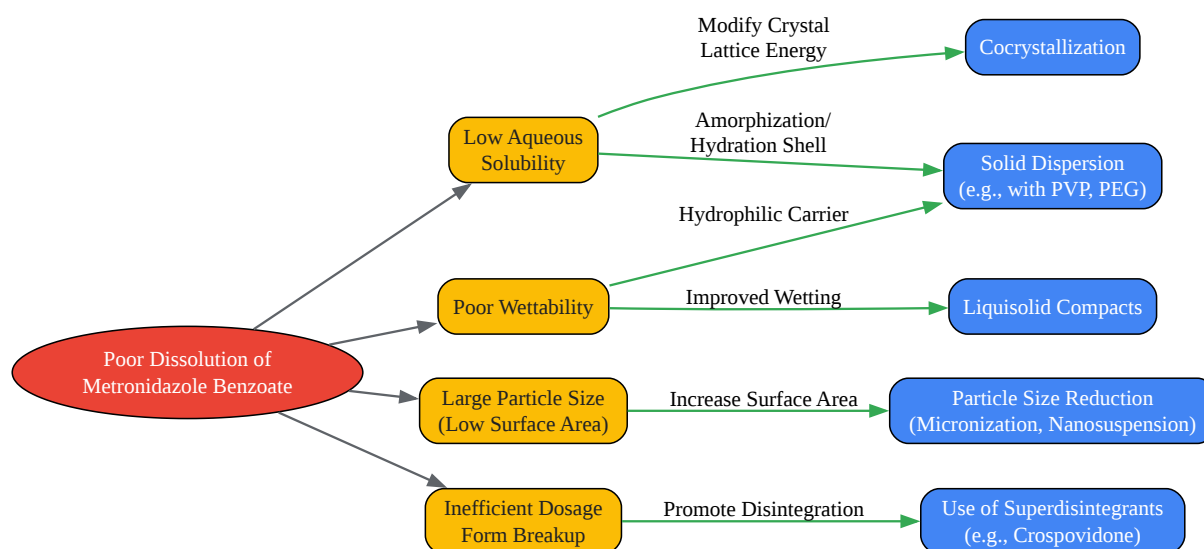 Modify Crystal
Lattice Energy
Cocrystallization
Low Aqueous
Solubility
Amorphization/
Hydration Shell
Solid Dispersion
(e.g., with PVP, PEG)
Hydrophilic Carrier
Poor Wettability
Improved Wetting
Liquisolid Compacts
Poor Dissolution of
Metronidazole Benzoate
Large Particle Size
(Low Surface Area)
Increase Surface Area
Particle Size Reduction
(Micronization, Nanosuspension)
Inefficient Dosage
Form Breakup
Promote Disintegration
Use of Superdisintegrants
(e.g., Crospovidone)